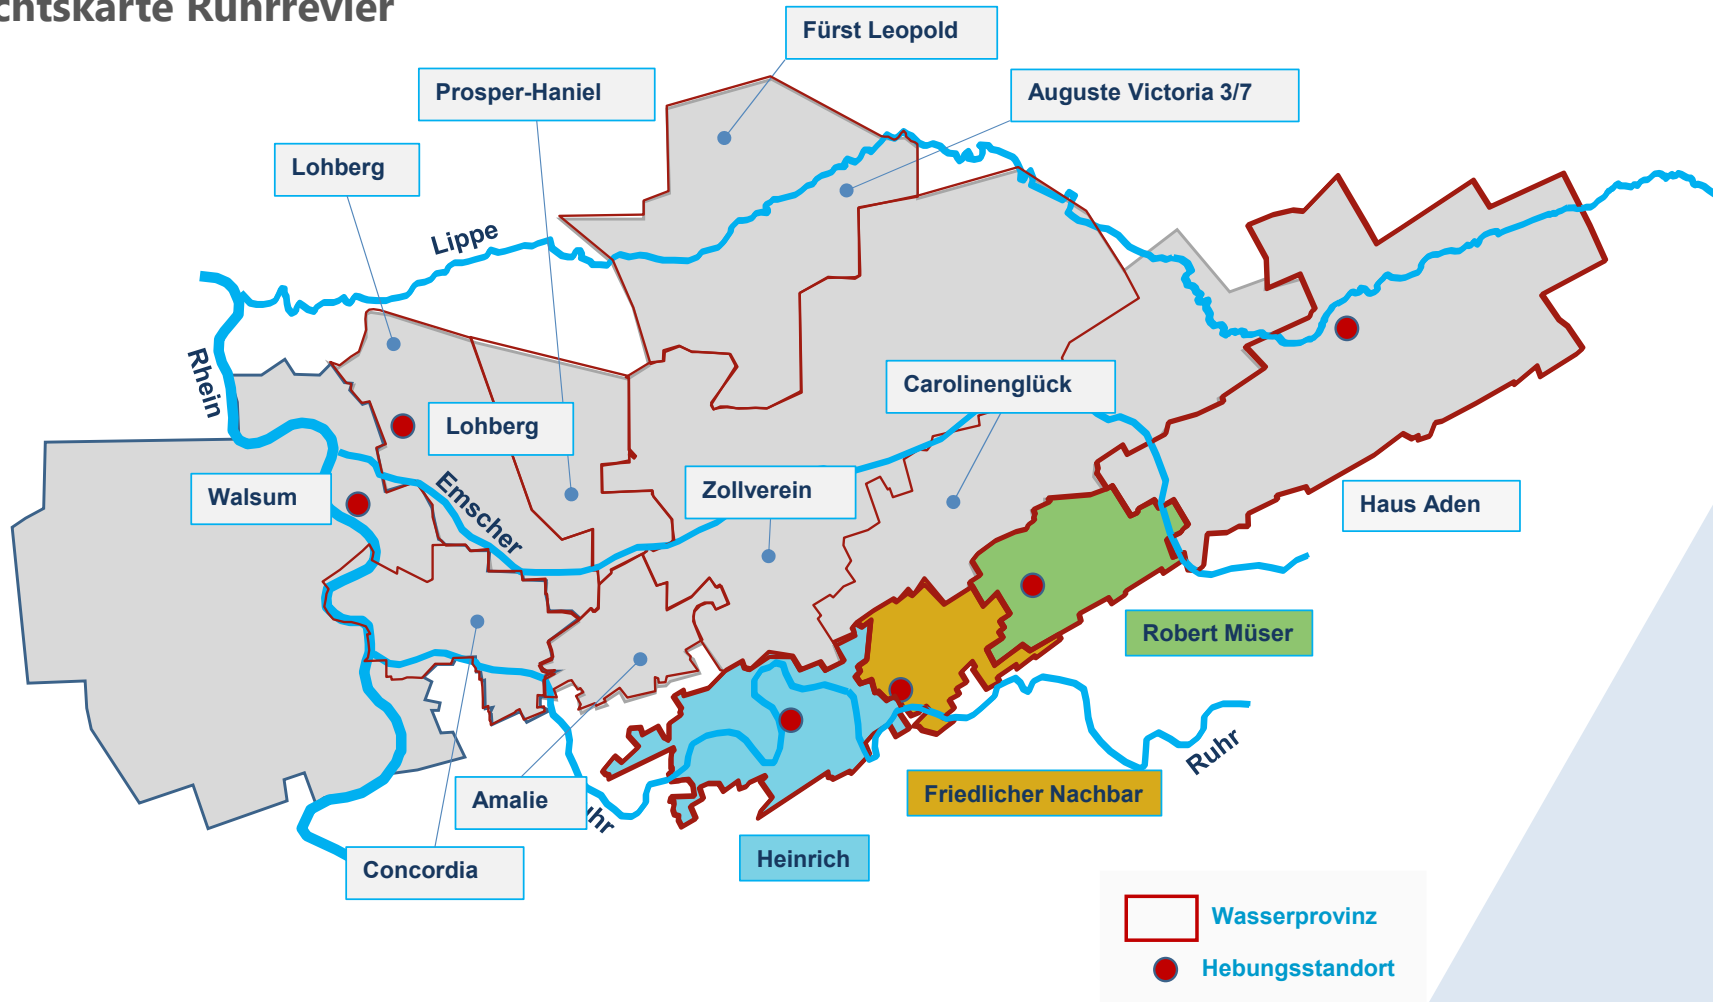 Ruhrrevier
Fürst Leopold
Prosper-Haniel
Auguste Victoria 3/7
Lohberg
Lippe
Rhein
Carolinenglück
Lohberg
Emscher
Zollverein
Walsum
Haus Aden
Robert Müser
Ruhr
Friedlicher Nachbar
Amalie
Heinrich
Concordia
Wasserprovinz
Hebungsstandort